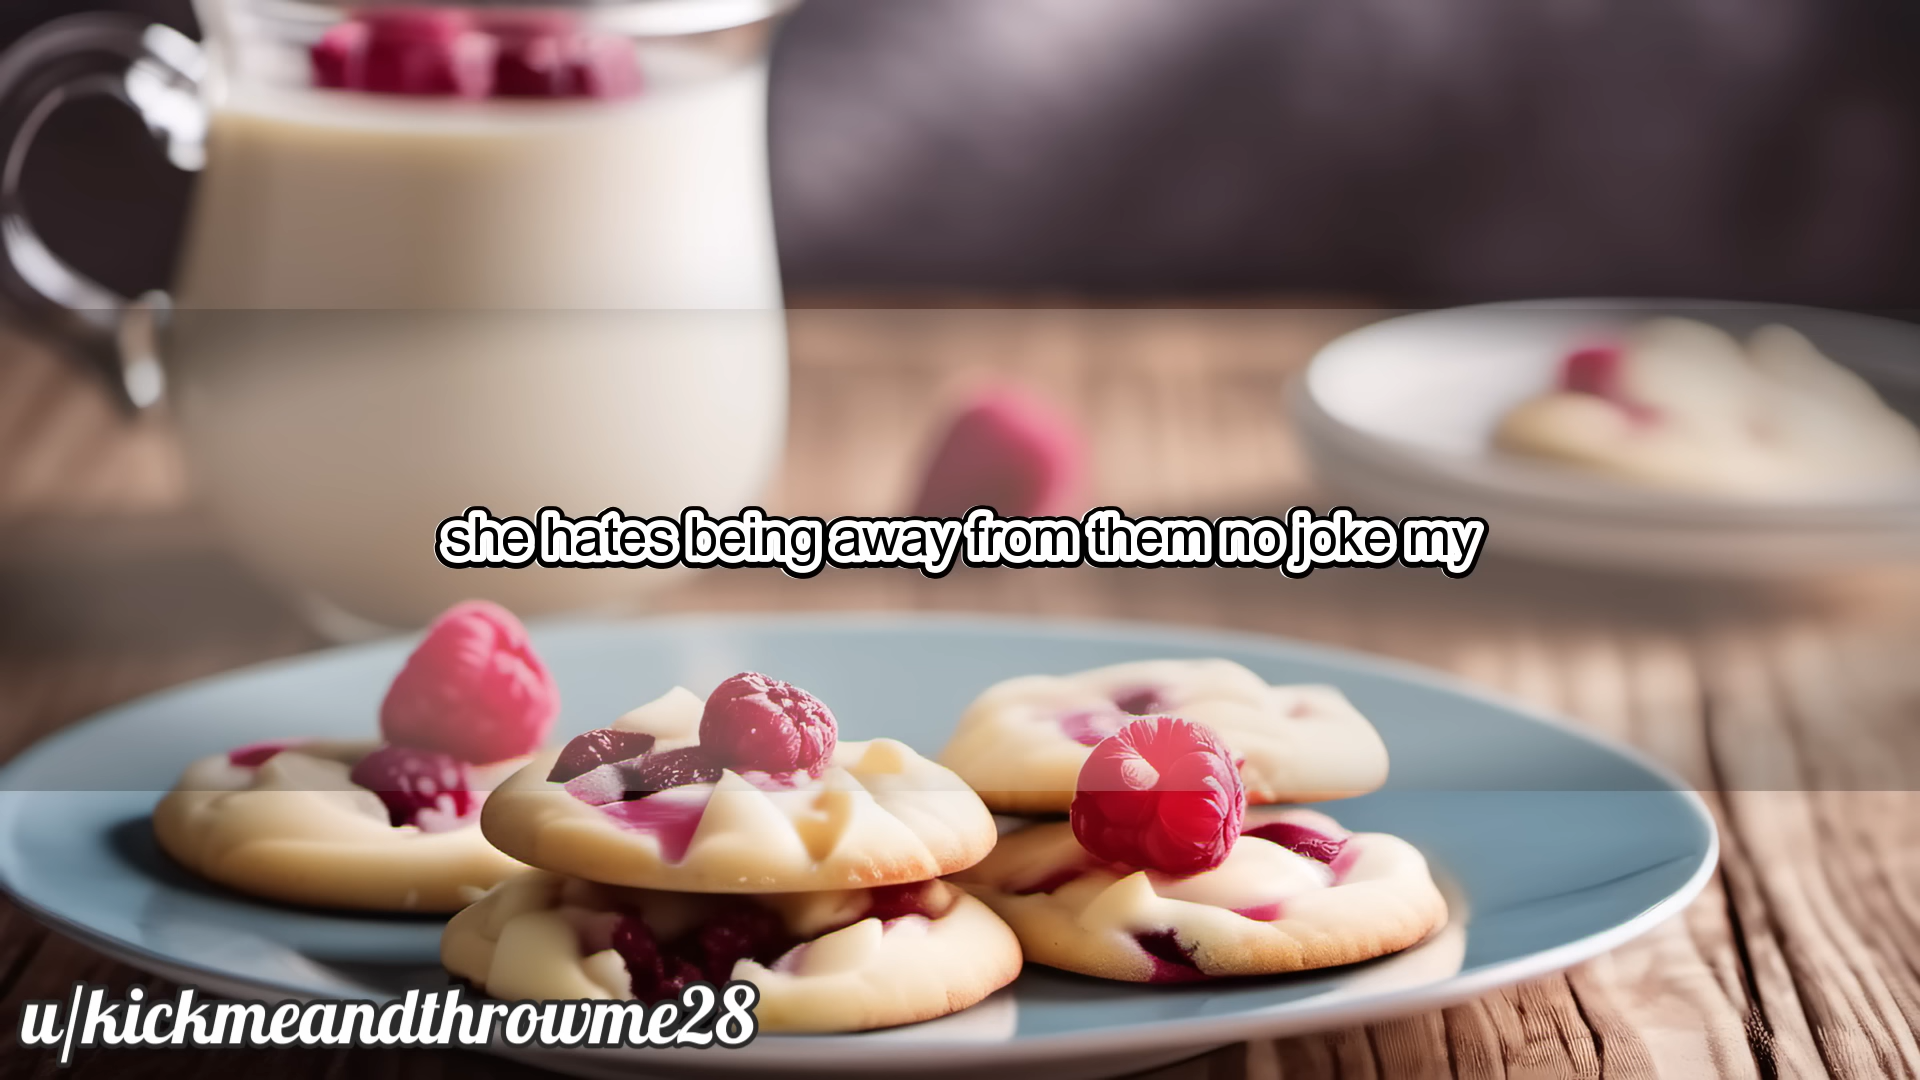 she hates being away from them no joke my
u/kickmeandthrowme28